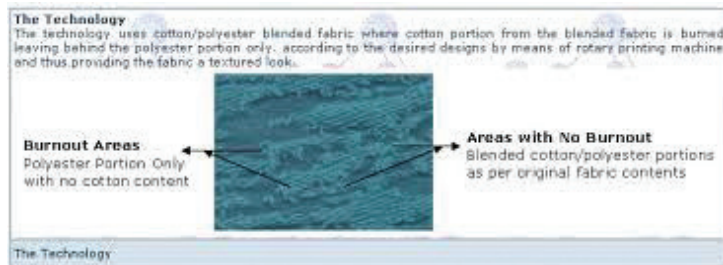 The Technology
The technology uses cotton/polyester blended fabric where cotton portion from the blended fabric is burned
leaving behind the polyester portion only. according to the desired designs by means of rotary printing machine
and thus providing the fabric a textured look.
Burnout Areas
Polyester Portion Only
with no cotton content
Areas with No Burnout
Blended cotton/polyester portions
as per original fabric contents
The Technology